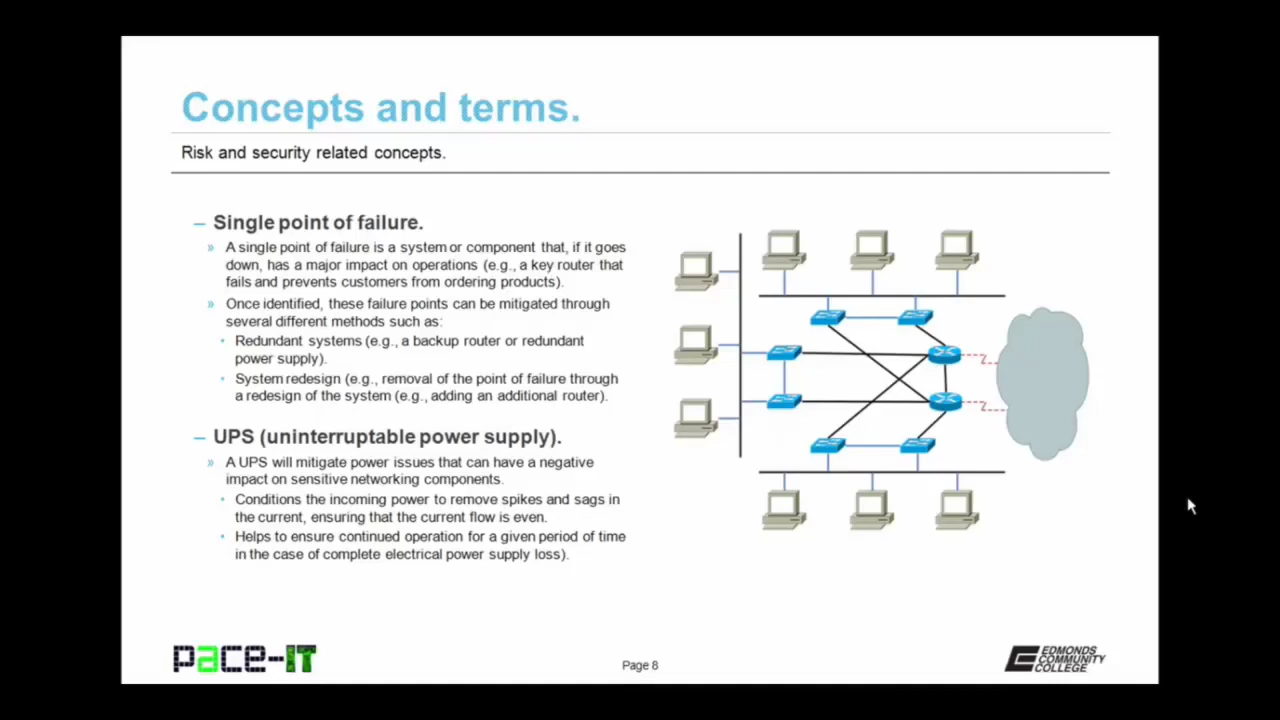 Concepts and terms.
Risk and security related concepts.
– Single point of failure.
» A single point of failure is a system or component that, if it goes
down, has a major impact on operations (e.g., a key router that
fails and prevents customers from ordering products).
» Once identified, these failure points can be mitigated through
several different methods such as:
• Redundant systems (e.g., a backup router or redundant
power supply).
• System redesign (e.g., removal of the point of failure through
a redesign of the system (e.g., adding an additional router).
– UPS (uninterruptable power supply).
» A UPS will mitigate power issues that can have a negative
impact on sensitive networking components.
• Conditions the incoming power to remove spikes and sags in
the current, ensuring that the current flow is even.
• Helps to ensure continued operation for a given period of time
in the case of complete electrical power supply loss).
pace-IT
Page 8
EDMONDS
COMMUNITY
COLLEGE